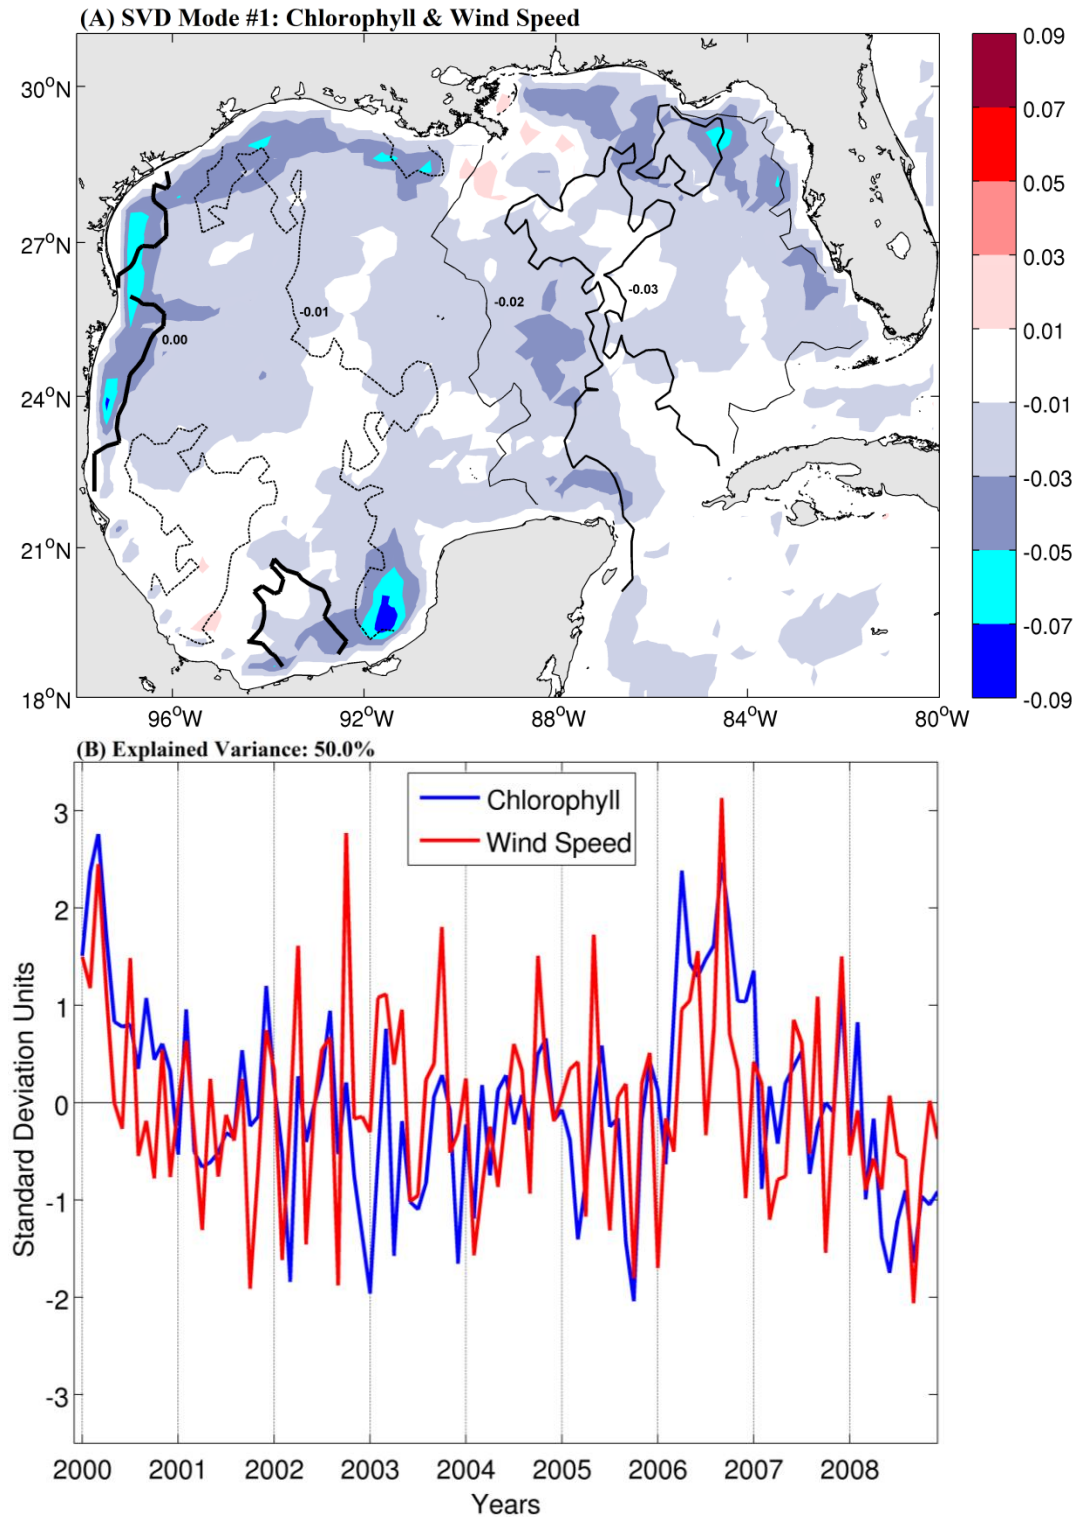 (A) SVD Mode #1: Chlorophyll & Wind Speed
30°N
27°N
24°N
21°N
18°N
96°W
92°W
88°W
84°W
80°W
0.00
-0.01
-0.02
-0.03
0.09
0.07
0.05
0.03
0.01
-0.01
-0.03
-0.05
-0.07
-0.09
(B) Explained Variance: 50.0%
Chlorophyll
Wind Speed
Standard Deviation Units
3
2
1
0
-1
-2
-3
2000 2001 2002 2003 2004 2005 2006 2007 2008
Years